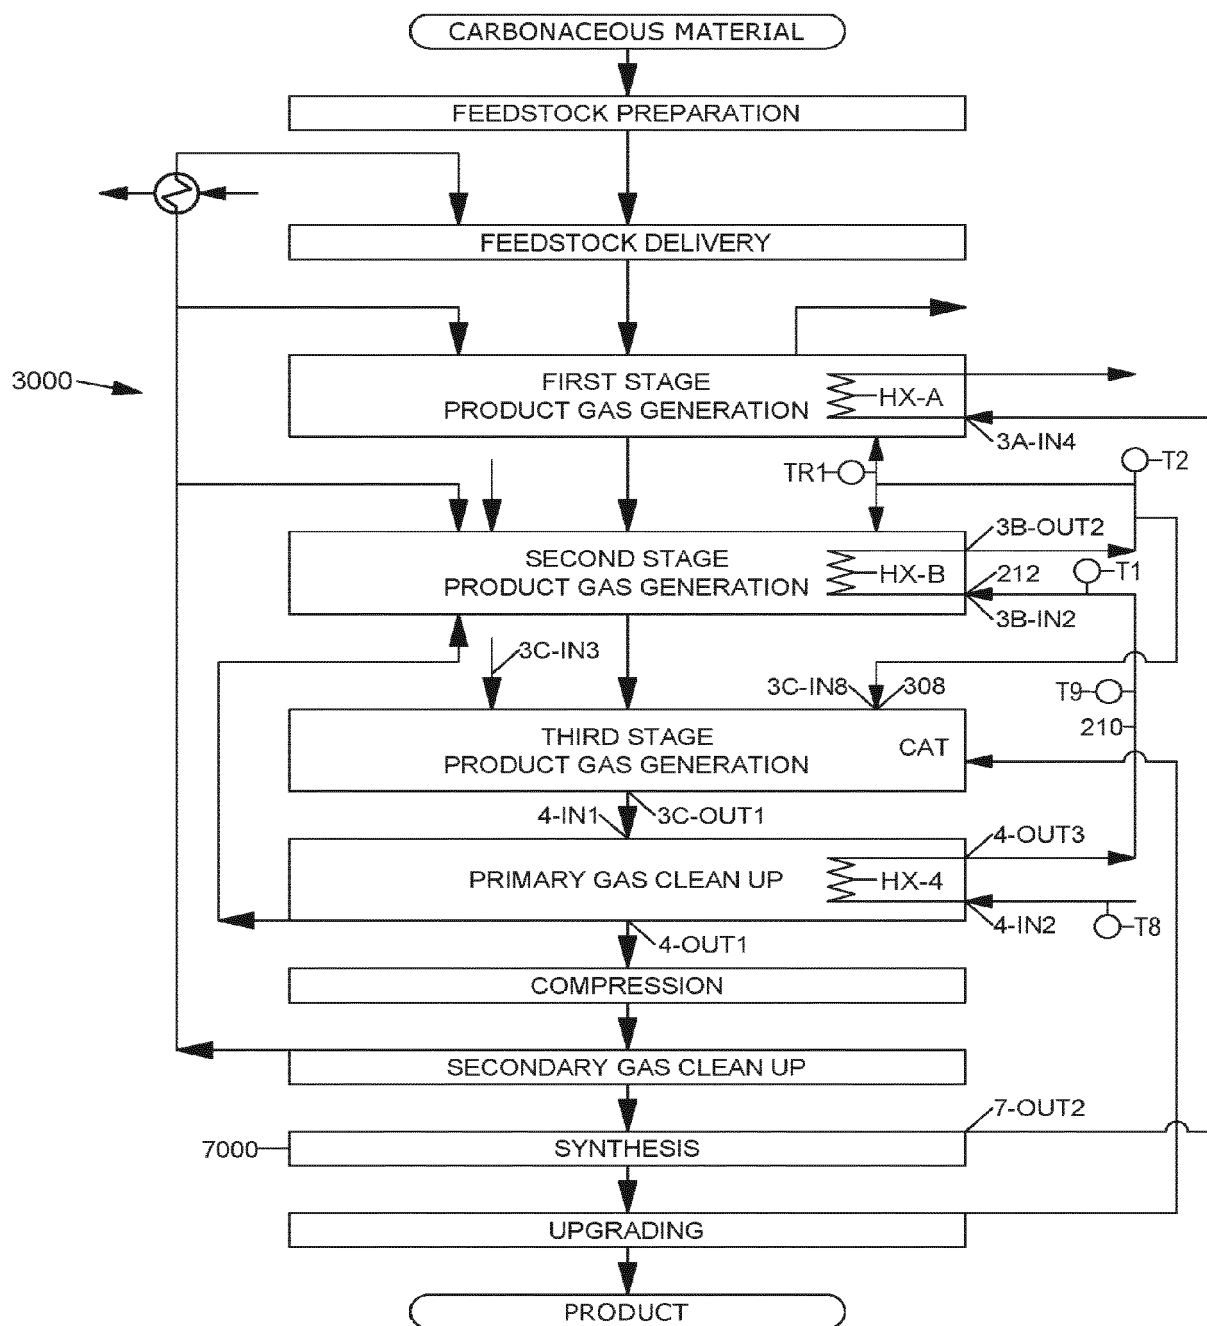 CARBONACEOUS MATERIAL
FEEDSTOCK PREPARATION
FEEDSTOCK DELIVERY
3000
FIRST STAGE
PRODUCT GAS GENERATION
HX-A
3A-IN4
TR1
T2
3B-OUT2
SECOND STAGE
PRODUCT GAS GENERATION
HX-B
212
T1
3B-IN2
3C-IN3
3C-IN8
308
T9
210
THIRD STAGE
PRODUCT GAS GENERATION
CAT
4-IN1
3C-OUT1
4-OUT3
PRIMARY GAS CLEAN UP
HX-4
4-IN2
T8
4-OUT1
COMPRESSION
SECONDARY GAS CLEAN UP
7-OUT2
7000
SYNTHESIS
UPGRADING
PRODUCT